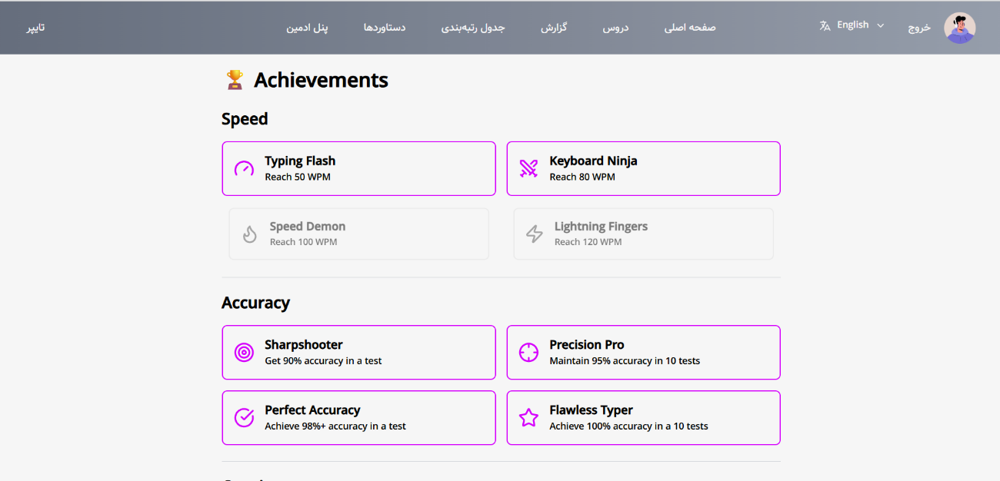 تایپر
پنل ادمین
دستاوردها
جدول رتبه‌بندی
گزارش
دروس
صفحه اصلی
English
خروج
Achievements
Speed
Typing Flash
Reach 50 WPM
Keyboard Ninja
Reach 80 WPM
Speed Demon
Reach 100 WPM
Lightning Fingers
Reach 120 WPM
Accuracy
Sharpshooter
Get 90% accuracy in a test
Precision Pro
Maintain 95% accuracy in 10 tests
Perfect Accuracy
Achieve 98%+ accuracy in a test
Flawless Typer
Achieve 100% accuracy in a 10 tests